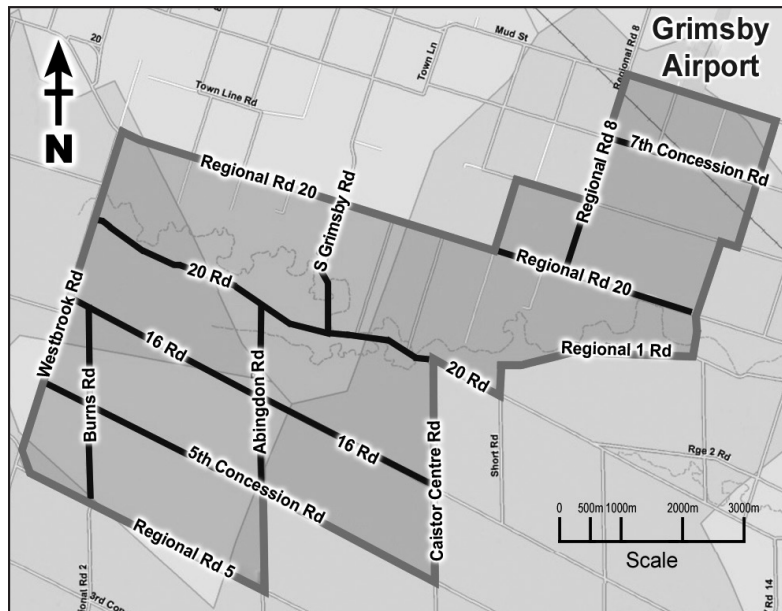 Grimsby
Airport
20
Mud St
Regional Rd 8
Town Ln
Town Line Rd
N
Regional Rd 20
S Grimsby Rd
Regional Rd 8
7th Concession Rd
20 Rd
Regional Rd 20
Westbrook Rd
16 Rd
Burns Rd
Abingdon Rd
20 Rd
Regional 1 Rd
16 Rd
5th Concession Rd
Caistor Centre Rd
Short Rd
Rge 2 Rd
0 500m 1000m 2000m 3000m
Scale
Regional Rd 5
Rd 14